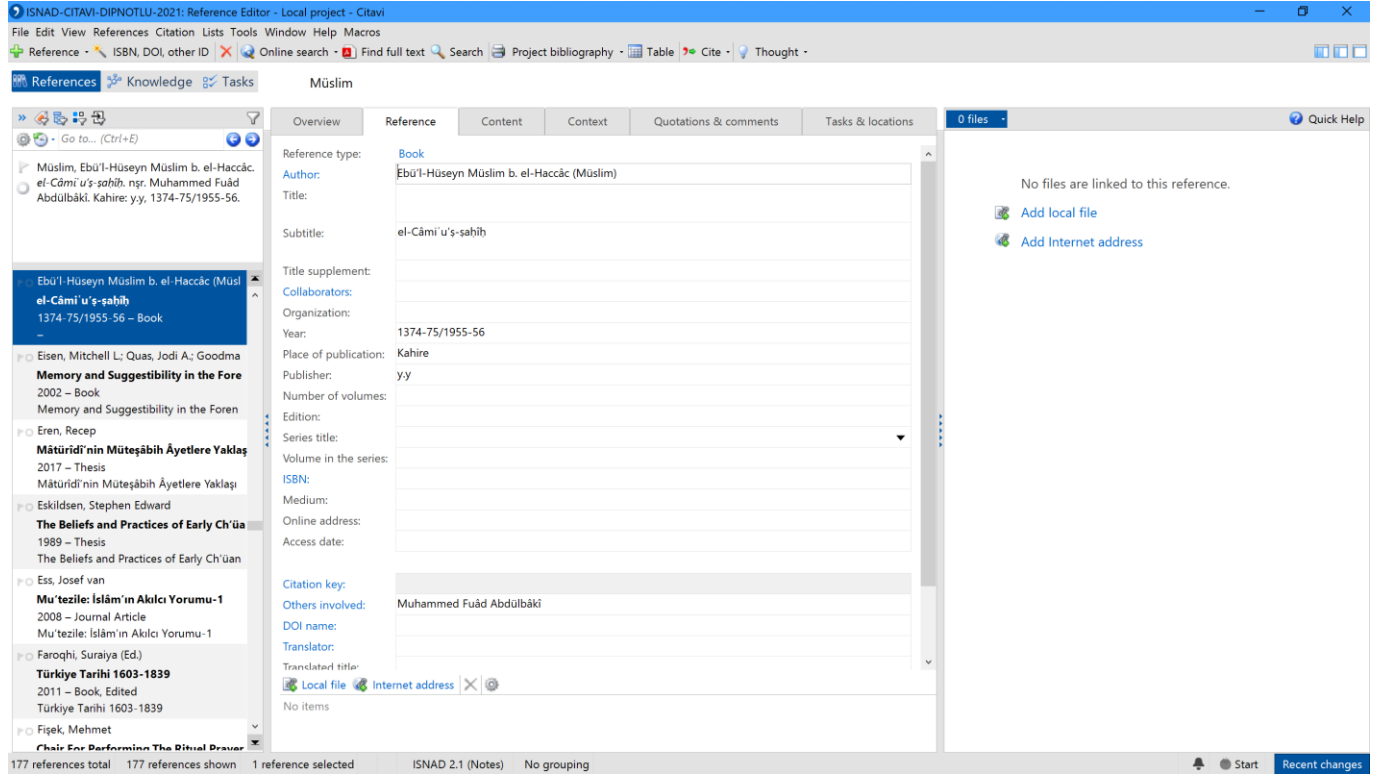 ISNAD-CITAVI-DIPNOTLU-2021: Reference Editor - Local project - Citavi
File Edit View References Citation Lists Tools Window Help Macros
Reference ISBN, DOI, other ID Online search Find full text Search Project bibliography Table Cite Thought
References Knowledge Tasks Müslim
Go to... (Ctrl+E)
Müslim, Ebü'l-Hüseyn Müslim b. el-Haccâc.
el-Câmiʿu'ṣ-ṣaḥîḥ. nşr. Muhammed Fuâd
Abdülbâkî. Kahire: y.y, 1374-75/1955-56.
Ebü'l-Hüseyn Müslim b. el-Haccâc (Müsl
el-Câmiʿu'ṣ-ṣaḥîḥ
1374-75/1955-56 – Book
–
Eisen, Mitchell L.; Quas, Jodi A.; Goodma
Memory and Suggestibility in the Fore
2002 – Book
Memory and Suggestibility in the Foren
Eren, Recep
Mâtürîdî'nin Müteşâbih Âyetlere Yaklaş
2017 – Thesis
Mâtürîdî'nin Müteşâbih Âyetlere Yaklaşı
Eskildsen, Stephen Edward
The Beliefs and Practices of Early Ch'üa
1989 – Thesis
The Beliefs and Practices of Early Ch'üan
Ess, Josef van
Mu'tezile: İslâm'ın Akılcı Yorumu-1
2008 – Journal Article
Mu'tezile: İslâm'ın Akılcı Yorumu-1
Faroqhi, Suraiya (Ed.)
Türkiye Tarihi 1603-1839
2011 – Book, Edited
Türkiye Tarihi 1603-1839
Fişek, Mehmet
Chair For Performing The Rituel Prayer
Overview Reference Content Context Quotations & comments Tasks & locations
Reference type: Book
Author: Ebü'l-Hüseyn Müslim b. el-Haccâc (Müslim)
Title:
Subtitle: el-Câmiʿu'ṣ-ṣaḥîḥ
Title supplement:
Collaborators:
Organization:
Year: 1374-75/1955-56
Place of publication: Kahire
Publisher: y.y
Number of volumes:
Edition:
Series title:
Volume in the series:
ISBN:
Medium:
Online address:
Access date:
Citation key:
Others involved: Muhammed Fuâd Abdülbâkî
DOI name:
Translator:
Translated title:
Local file Internet address
No items
0 files Quick Help
No files are linked to this reference.
Add local file
Add Internet address
177 references total 177 references shown 1 reference selected ISNAD 2.1 (Notes) No grouping Start Recent changes